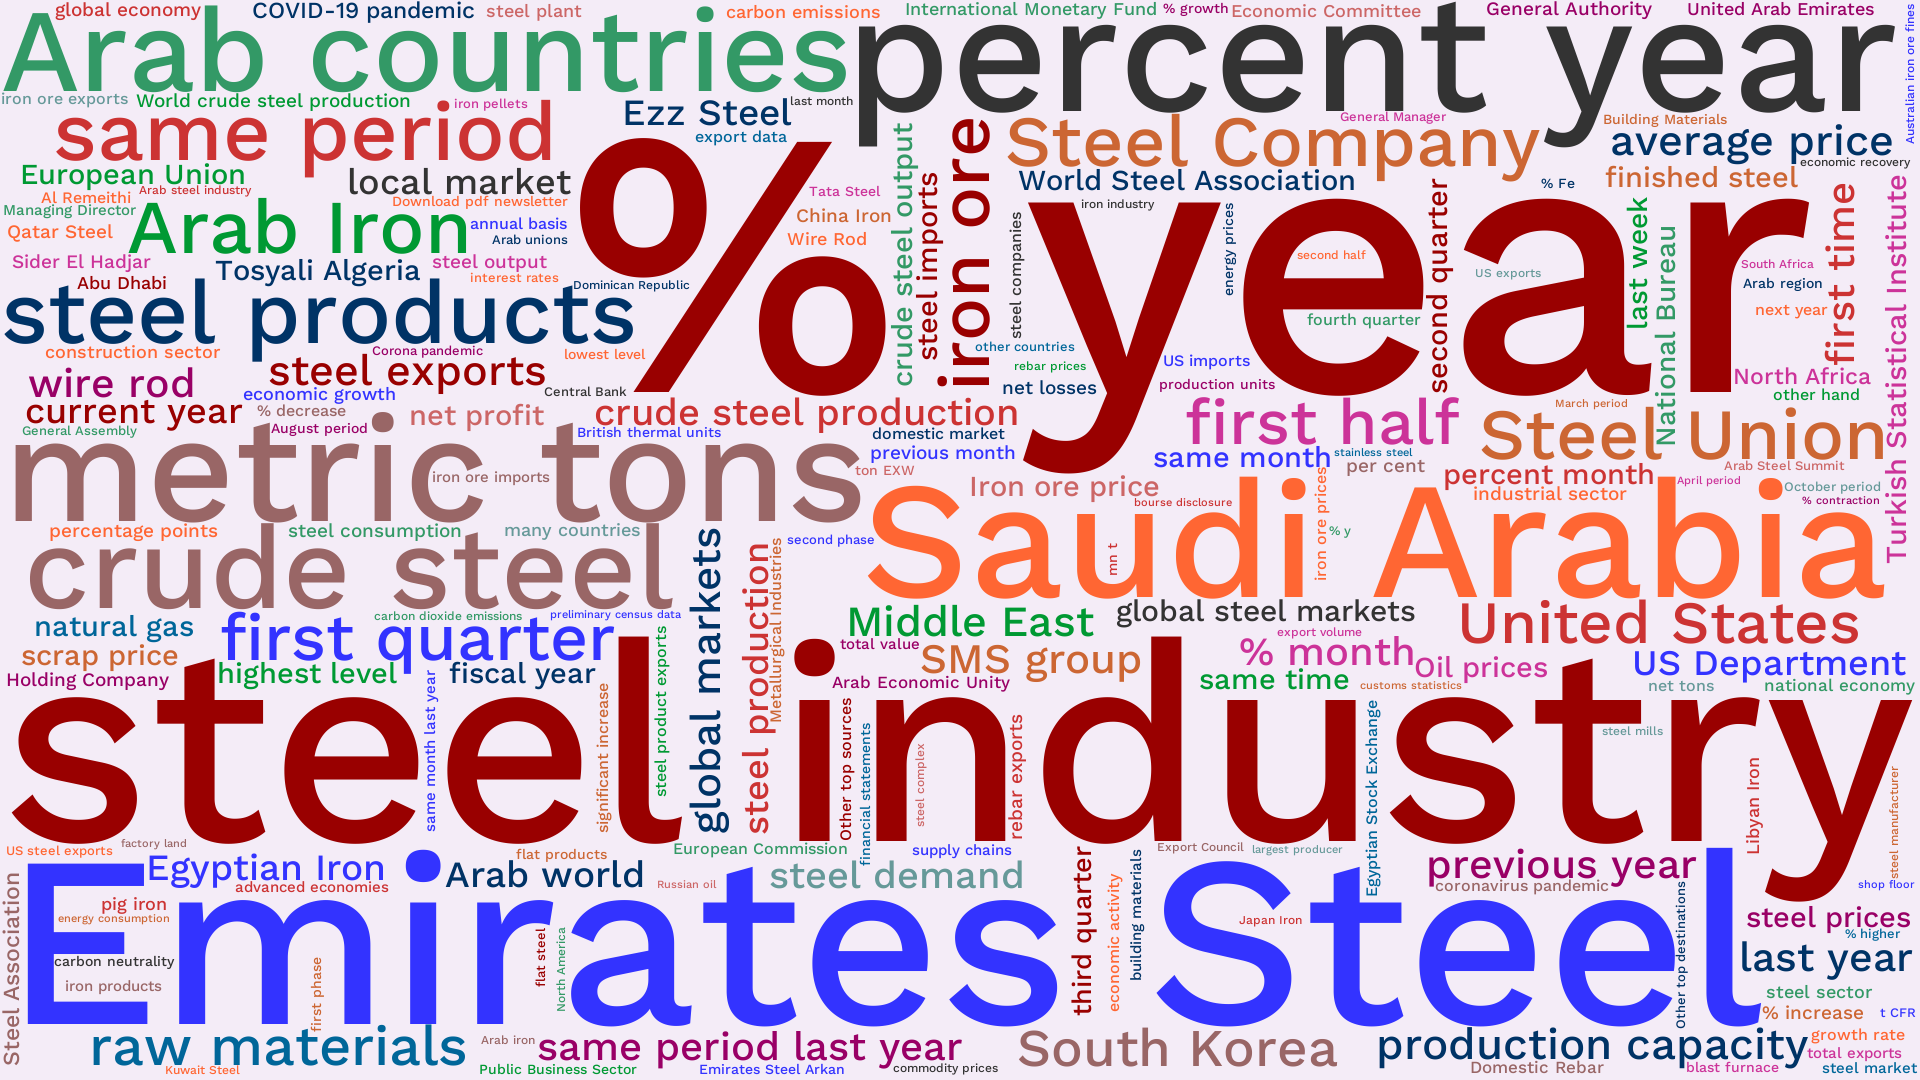 global economy
COVID-19 pandemic
steel plant
carbon emissions
International Monetary Fund
% growth
Economic Committee
General Authority
United Arab Emirates
Australian iron ore fines
Arab countries
percent year
iron ore exports
World crude steel production
iron pellets
Ezz Steel
last month
export data
same period
General Manager
Building Materials
Steel Company
average price
economic recovery
European Union
local market
Al Remeithi
Arab steel industry
Download pdf newsletter
Managing Director
Arab Iron
annual basis
Arab unions
Qatar Steel
% year
Tata Steel
China Iron
Wire Rod
crude steel output
steel imports
iron ore
World Steel Association
iron industry
% Fe
finished steel
steel companies
energy prices
second half
second quarter
US exports
last week
National Bureau
South Africa
Arab region
next year
first time
Turkish Statistical Institute
Sider El Hadjar
Tosyali Algeria
steel output
Abu Dhabi
interest rates
Dominican Republic
steel products
fourth quarter
construction sector
Corona pandemic
lowest level
other countries
rebar prices
US imports
production units
net losses
wire rod
steel exports
Central Bank
North Africa
other hand
current year
economic growth
% decrease
net profit
crude steel production
first half
March period
Steel Union
General Assembly
August period
British thermal units
domestic market
previous month
same month
stainless steel
per cent
percent month
Arab Steel Summit
metric tons
iron ore imports
ton EXW
Iron ore price
bourse disclosure
industrial sector
April period
October period
% contraction
Saudi Arabia
iron ore prices
% y
mn t
percentage points
steel consumption
many countries
second phase
crude steel
global markets
steel production
Metallurgical Industries
natural gas
first quarter
carbon dioxide emissions
preliminary census data
Middle East
global steel markets
United States
scrap price
total value
SMS group
export volume
% month
Oil prices
US Department
Holding Company
highest level
fiscal year
Arab Economic Unity
same time
customs statistics
net tons
national economy
steel industry
same month last year
significant increase
steel product exports
Other top sources
financial statements
steel complex
rebar exports
Egyptian Stock Exchange
steel mills
Libyan Iron
steel manufacturer
US steel exports
factory land
flat products
European Commission
supply chains
Export Council
largest producer
Egyptian Iron
advanced economies
Arab world
Russian oil
steel demand
previous year
coronavirus pandemic
shop floor
Steel Association
pig iron
energy consumption
Emirates Steel
carbon neutrality
iron products
first phase
flat steel
North America
third quarter
economic activity
building materials
Japan Iron
Other top destinations
steel prices
% higher
last year
steel sector
% increase
t CFR
raw materials
Arab iron
same period last year
South Korea
production capacity
growth rate
total exports
Kuwait Steel
Public Business Sector
Emirates Steel Arkan
commodity prices
Domestic Rebar
blast furnace
steel market